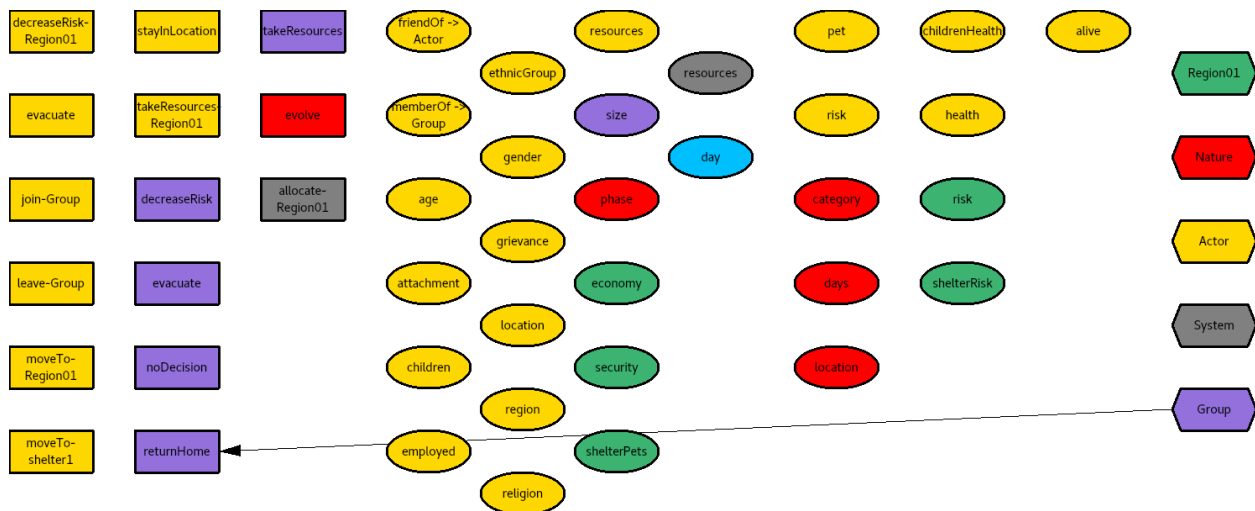 decreaseRisk-
Region01
stayInLocation
takeResources
friendOf ->
Actor
resources
pet
childrenHealth
alive
ethnicGroup
resources
Region01
evacuate
takeResources-
Region01
evolve
memberOf ->
Group
size
risk
health
gender
day
Nature
join-Group
decreaseRisk
allocate-
Region01
age
phase
category
risk
grievance
Actor
leave-Group
evacuate
attachment
economy
days
shelterRisk
location
System
moveTo-
Region01
noDecision
children
security
location
region
Group
moveTo-
shelter1
returnHome
employed
shelterPets
religion